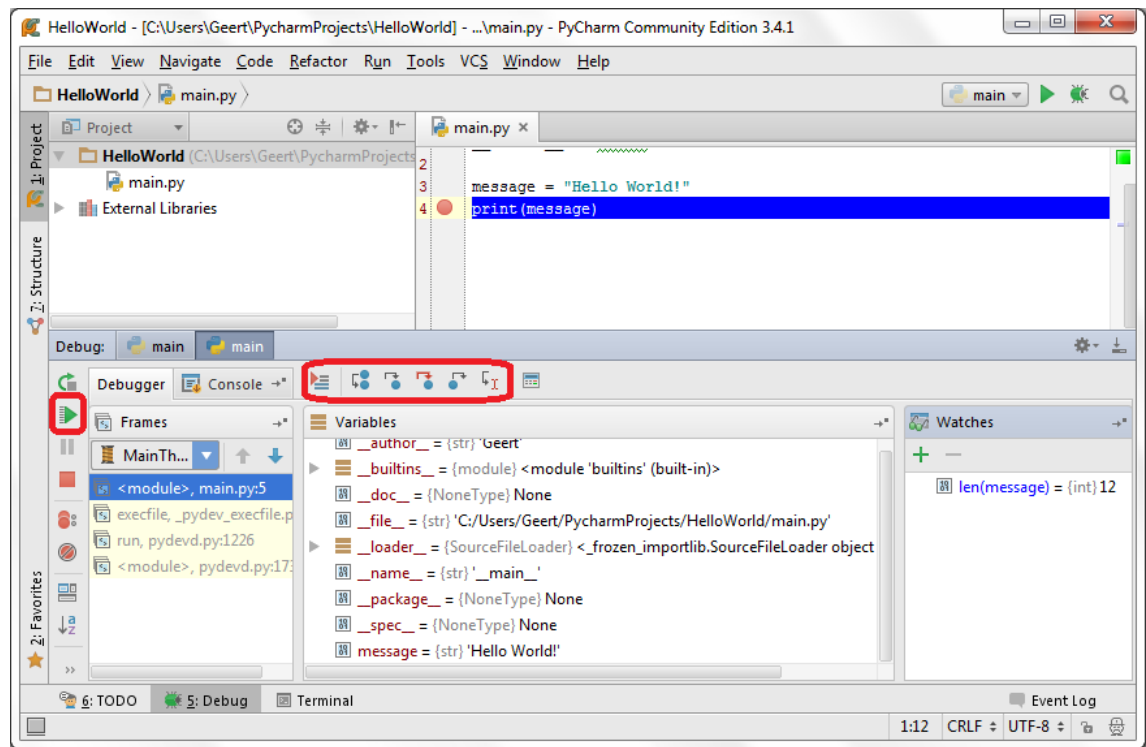 HelloWorld - [C:\Users\Geert\PycharmProjects\HelloWorld] - ...\main.py - PyCharm Community Edition 3.4.1
File Edit View Navigate Code Refactor Run Tools VCS Window Help
HelloWorld main.py main
1: Project
Project
main.py
HelloWorld (C:\Users\Geert\PycharmProjects
main.py
External Libraries
2
3 message = "Hello World!"
4 print(message)
7: Structure
Debug: main main
Debugger Console
Frames
MainTh...
<module>, main.py:5
execfile, _pydev_execfile.p
run, pydevd.py:1226
<module>, pydevd.py:173
Variables
__author__ = {str} 'Geert'
__builtins__ = {module} <module 'builtins' (built-in)>
__doc__ = {NoneType} None
__file__ = {str} 'C:/Users/Geert/PycharmProjects/HelloWorld/main.py'
__loader__ = {SourceFileLoader} <_frozen_importlib.SourceFileLoader object
__name__ = {str} '__main__'
__package__ = {NoneType} None
__spec__ = {NoneType} None
message = {str} 'Hello World!'
Watches
len(message) = {int} 12
2: Favorites
6: TODO 5: Debug Terminal Event Log
1:12 CRLF UTF-8